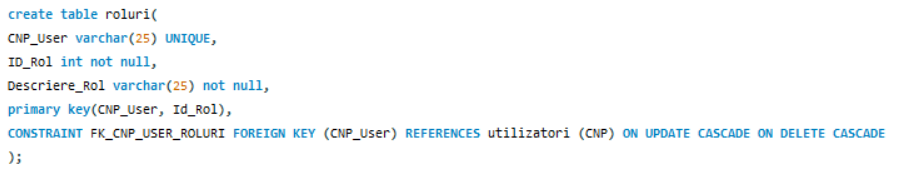 create table roluri(
CNP_User varchar(25) UNIQUE,
ID_Rol int not null,
Descriere_Rol varchar(25) not null,
primary key(CNP_User, Id_Rol),
CONSTRAINT FK_CNP_USER_ROLURI FOREIGN KEY (CNP_User) REFERENCES utilizatori (CNP) ON UPDATE CASCADE ON DELETE CASCADE
);